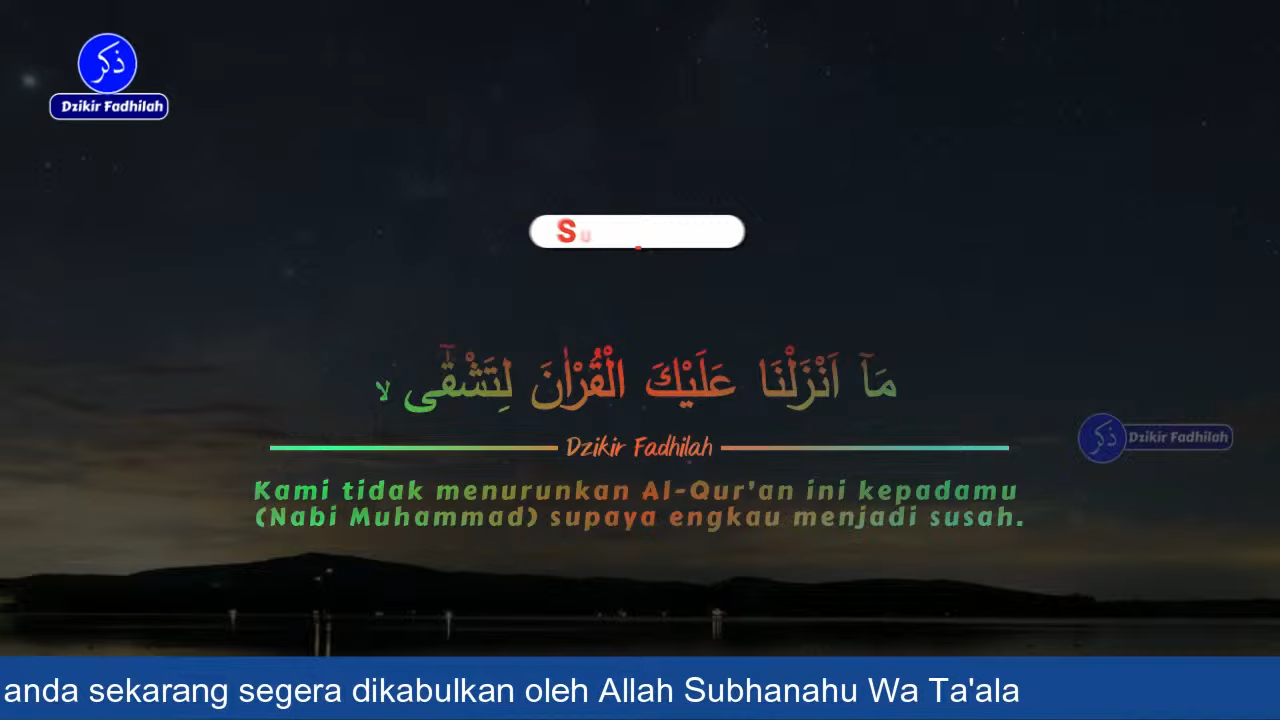 ذكر
Dzikir Fadhilah
Su
مَآ اَنْزَلْنَا عَلَيْكَ الْقُرْاٰنَ لِتَشْقٰٓى ۙ
Dzikir Fadhilah
ذكر
Dzikir Fadhilah
Kami tidak menurunkan Al-Qur'an ini kepadamu
(Nabi Muhammad) supaya engkau menjadi susah.
anda sekarang segera dikabulkan oleh Allah Subhanahu Wa Ta'ala